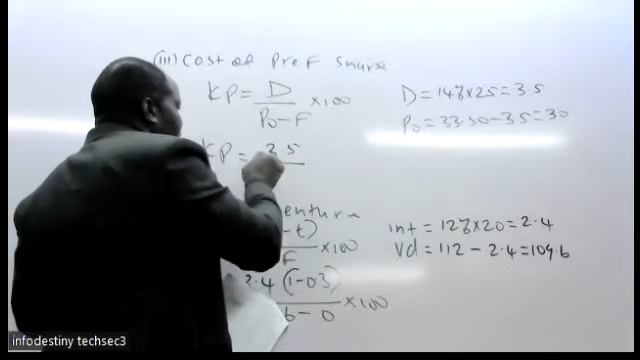 (iii) Cost of Pref Share
KP = D / Po - F × 100
D = 14% × 25 = 3.5
Po = 33.50 - 3.5 = 30
KP = 3.5
enture
- t)
F × 100
int = 12% × 20 = 2.4
Vd = 112 - 2.4 = 109.6
2.4 (1 - 03)
6 - 0 × 100
infodestiny techsec3